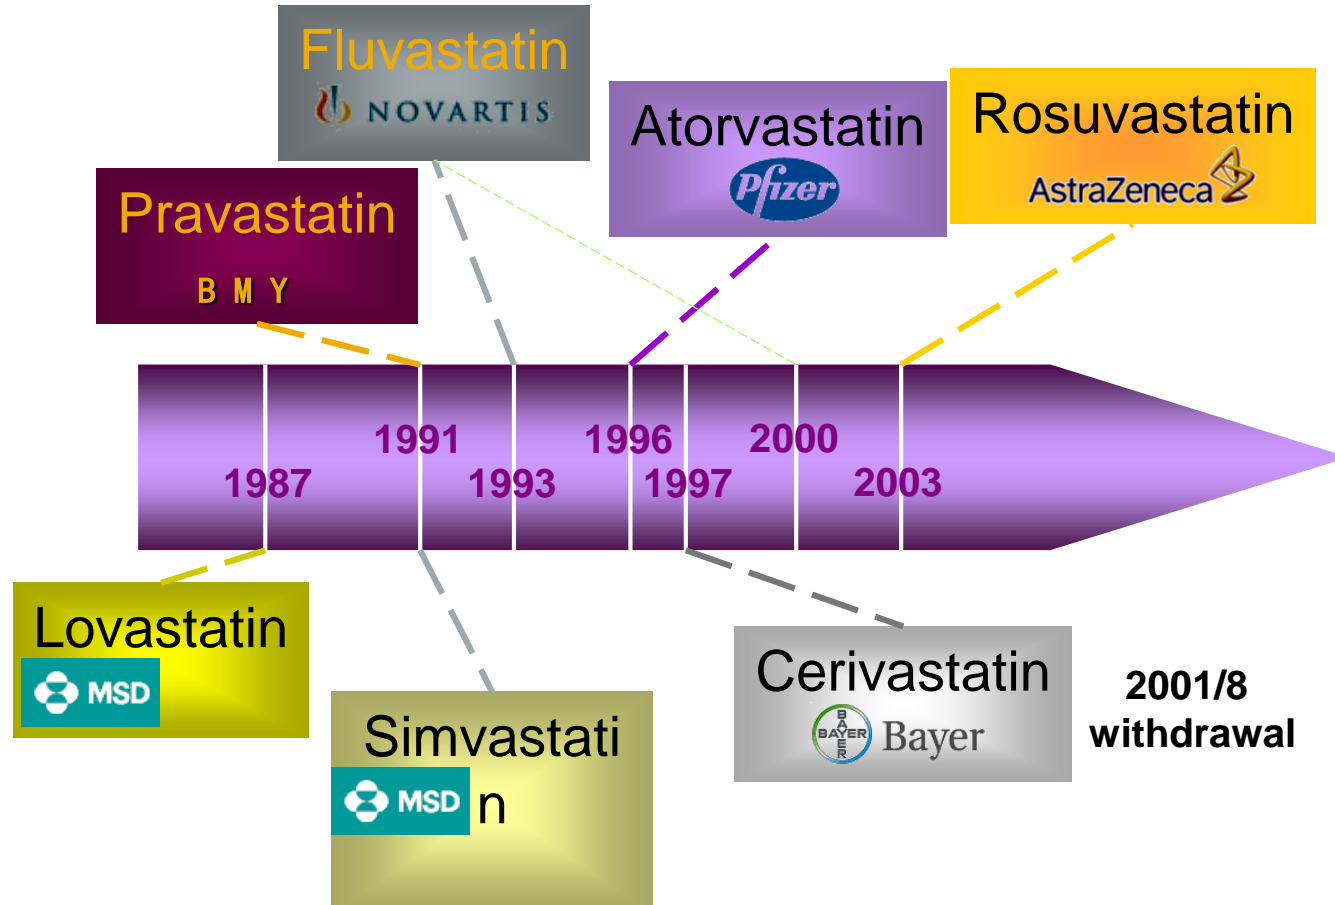 Fluvastatin
NOVARTIS
Atorvastatin
Pfizer
Rosuvastatin
AstraZeneca
Pravastatin
B M Y
1991
1996
2000
1987
1993
1997
2003
Lovastatin
MSD
Simvastati
n
MSD
Cerivastatin
BAYER
BAYER
Bayer
2001/8
withdrawal